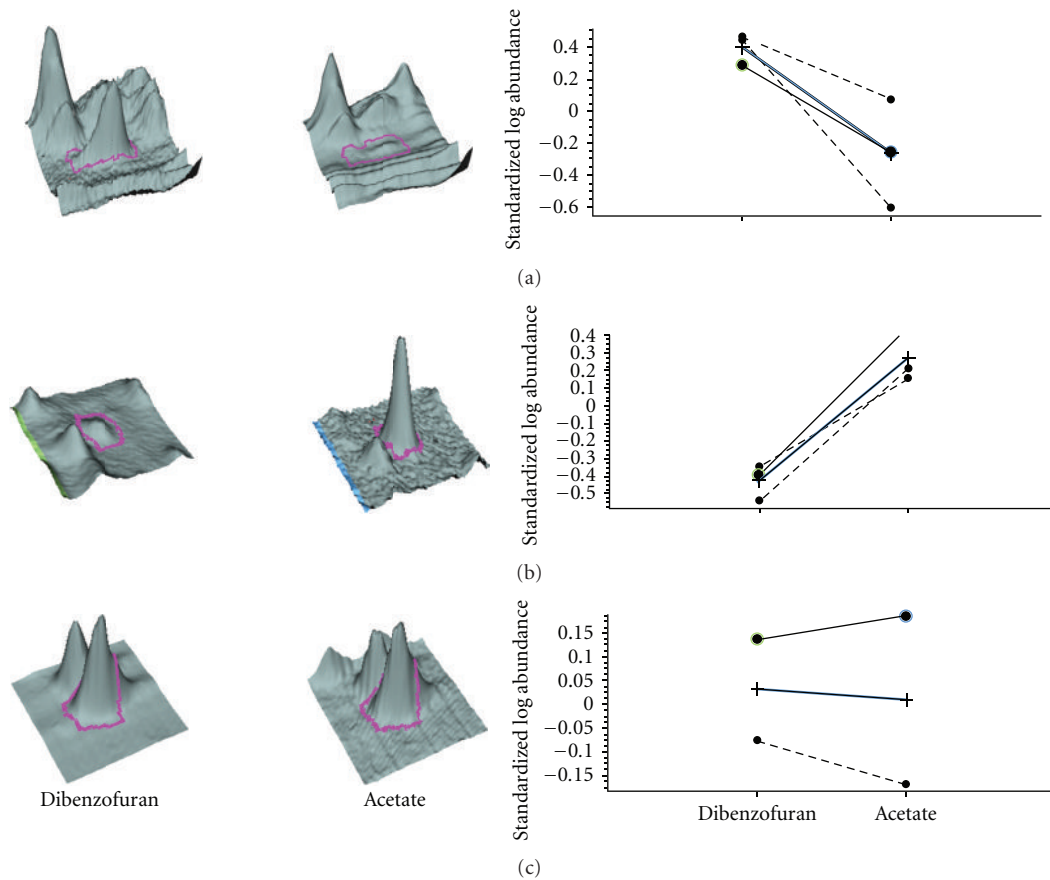 Standardized log abundance
0.4
0.2
0
−0.2
−0.4
−0.6
(a)
Standardized log abundance
0.4
0.3
0.2
0.1
0
−0.1
−0.2
−0.3
−0.4
−0.5
(b)
Standardized log abundance
0.15
0.1
0.05
0
−0.05
−0.1
−0.15
Dibenzofuran
Acetate
Dibenzofuran
Acetate
(c)